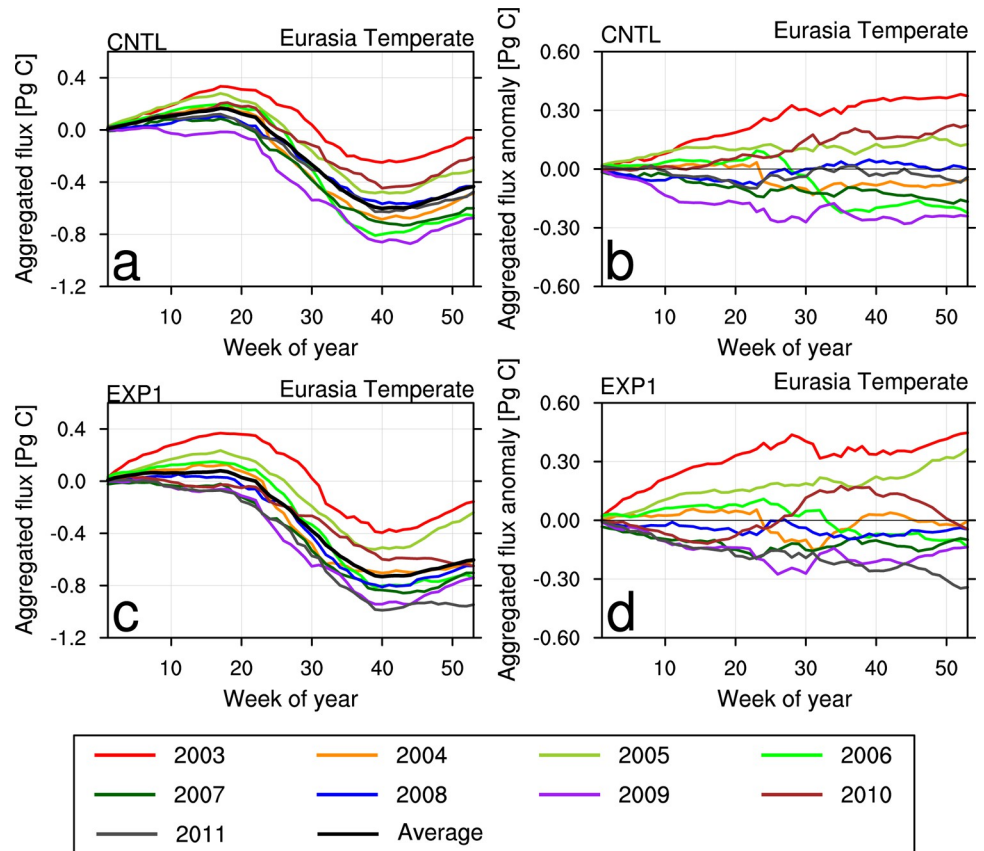 CNTL Eurasia Temperate
Aggregated flux [Pg C]
0.4
0.0
-0.4
-0.8
-1.2
a
10 20 30 40 50
Week of year
CNTL Eurasia Temperate
Aggregated flux anomaly [Pg C]
0.60
0.30
0.00
-0.30
-0.60
b
10 20 30 40 50
Week of year
EXP1 Eurasia Temperate
Aggregated flux [Pg C]
0.4
0.0
-0.4
-0.8
-1.2
c
10 20 30 40 50
Week of year
EXP1 Eurasia Temperate
Aggregated flux anomaly [Pg C]
0.60
0.30
0.00
-0.30
-0.60
d
10 20 30 40 50
Week of year
2003 2004 2005 2006
2007 2008 2009 2010
2011 Average